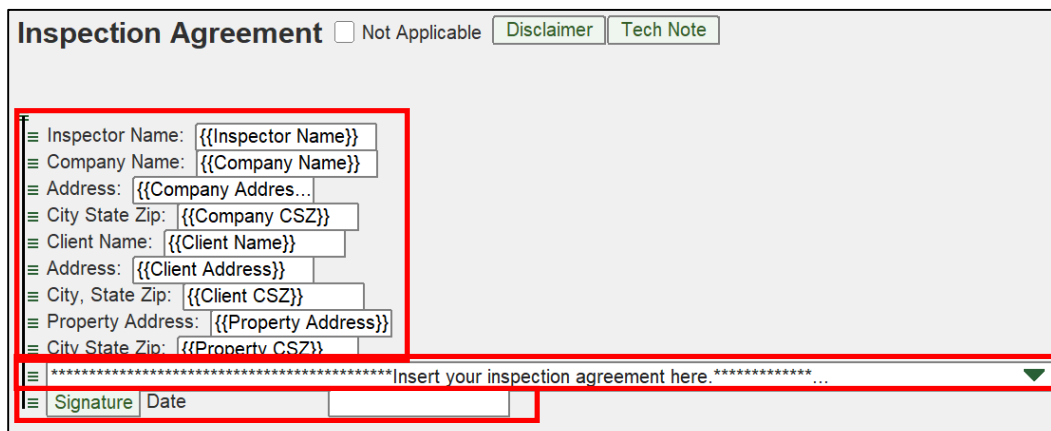 Inspection Agreement Not Applicable Disclaimer Tech Note
Inspector Name: {{Inspector Name}}
Company Name: {{Company Name}}
Address: {{Company Addres...
City State Zip: {{Company CSZ}}
Client Name: {{Client Name}}
Address: {{Client Address}}
City, State Zip: {{Client CSZ}}
Property Address: {{Property Address}}
City State Zip: {{Property CSZ}}
*********************************************Insert your inspection agreement here.*************...
Signature Date